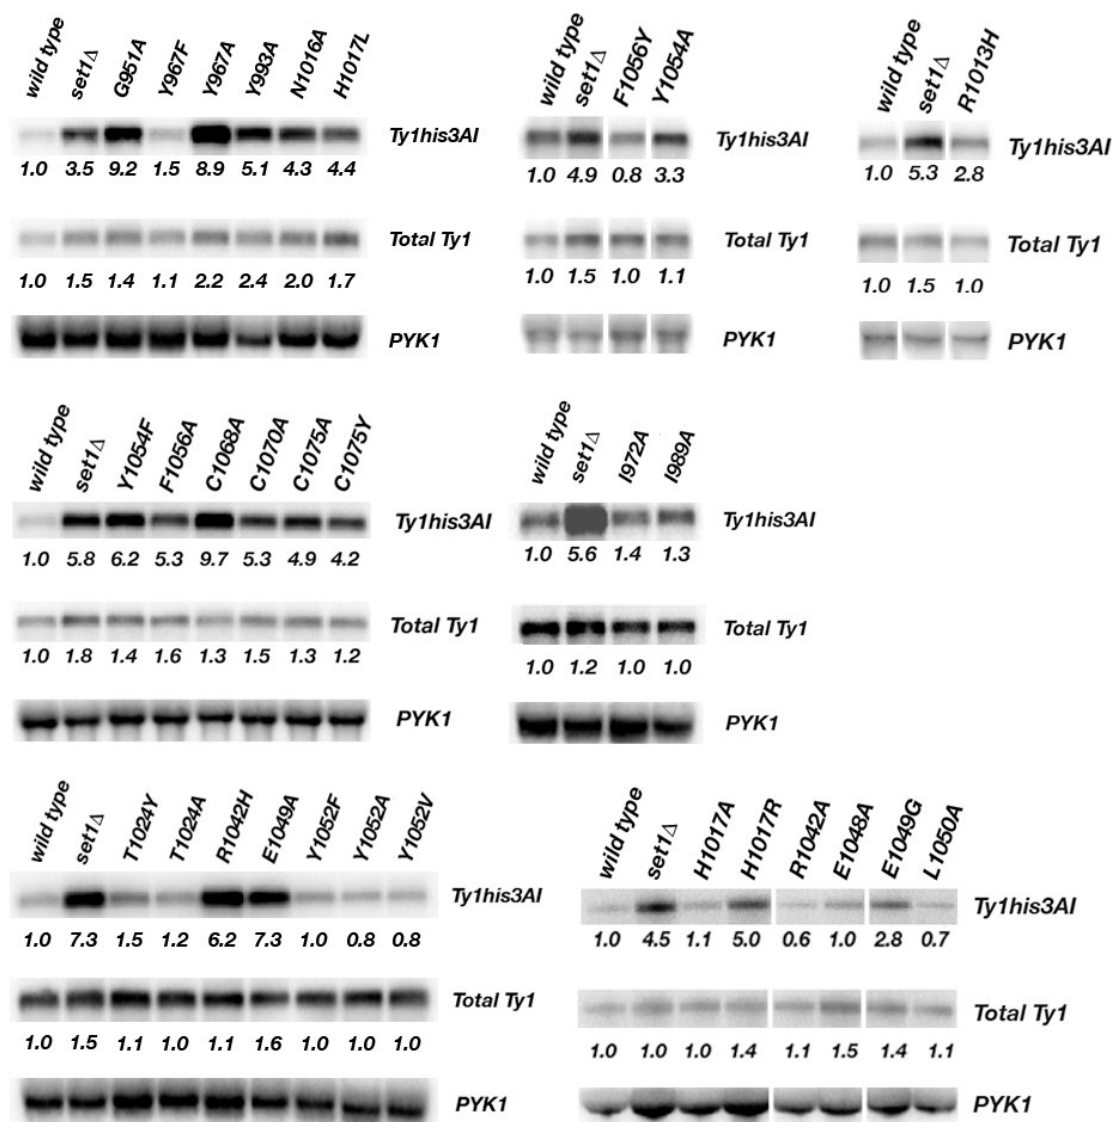 wild type set1Δ G951A Y967F Y967A Y993A N1016A H1017L
Ty1his3AI
1.0 3.5 9.2 1.5 8.9 5.1 4.3 4.4
Total Ty1
1.0 1.5 1.4 1.1 2.2 2.4 2.0 1.7
PYK1
wild type set1Δ F1056Y Y1054A
Ty1his3AI
1.0 4.9 0.8 3.3
Total Ty1
1.0 1.5 1.0 1.1
PYK1
wild type set1Δ R1013H
Ty1his3AI
1.0 5.3 2.8
Total Ty1
1.0 1.5 1.0
PYK1
wild type set1Δ Y1054F F1056A C1068A C1070A C1075A C1075Y
Ty1his3AI
1.0 5.8 6.2 5.3 9.7 5.3 4.9 4.2
Total Ty1
1.0 1.8 1.4 1.6 1.3 1.5 1.3 1.2
PYK1
wild type set1Δ I972A I989A
Ty1his3AI
1.0 5.6 1.4 1.3
Total Ty1
1.0 1.2 1.0 1.0
PYK1
wild type set1Δ T1024Y T1024A R1042H E1049A Y1052F Y1052A Y1052V
Ty1his3AI
1.0 7.3 1.5 1.2 6.2 7.3 1.0 0.8 0.8
Total Ty1
1.0 1.5 1.1 1.0 1.1 1.6 1.0 1.0 1.0
PYK1
wild type set1Δ H1017A H1017R R1042A E1048A E1049G L1050A
Ty1his3AI
1.0 4.5 1.1 5.0 0.6 1.0 2.8 0.7
Total Ty1
1.0 1.0 1.0 1.4 1.1 1.5 1.4 1.1
PYK1